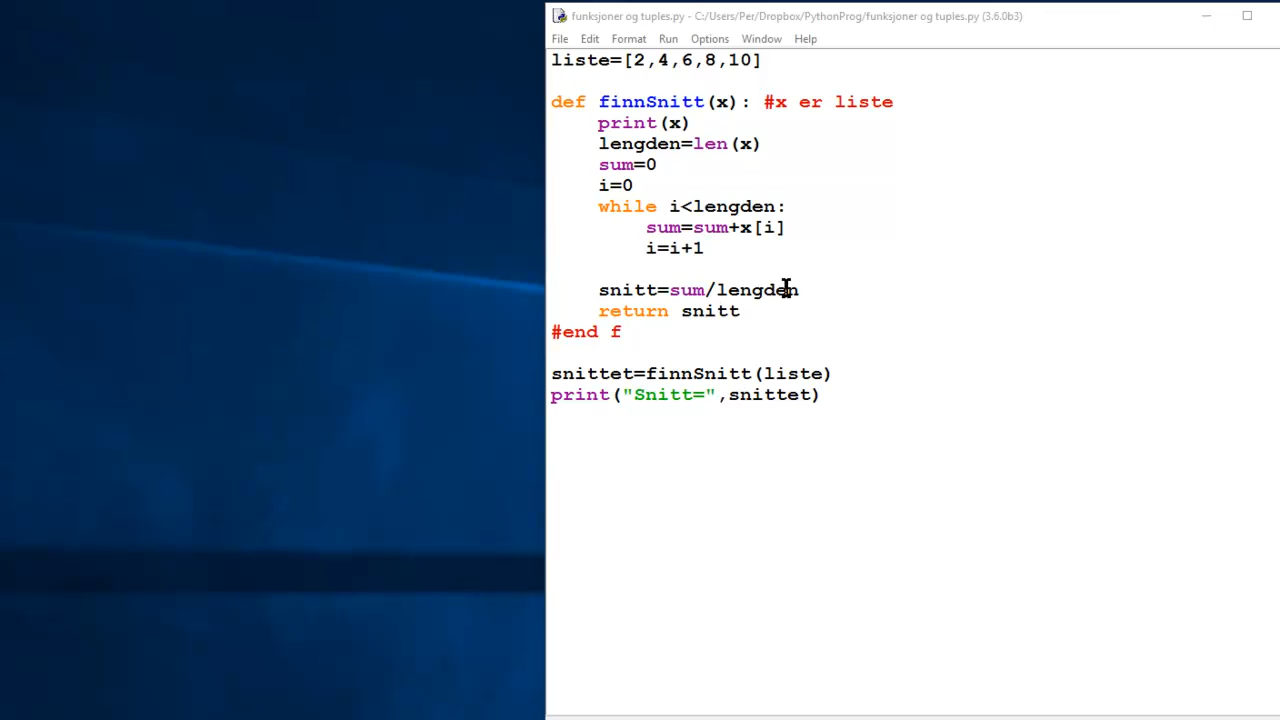 funksjoner og tuples.py - C:/Users/Per/Dropbox/PythonProg/funksjoner og tuples.py (3.6.0b3)
File Edit Format Run Options Window Help
liste=[2,4,6,8,10]
def finnSnitt(x): #x er liste
    print(x)
    lengden=len(x)
    sum=0
    i=0
    while i<lengden:
        sum=sum+x[i]
        i=i+1
    snitt=sum/lengden
    return snitt
#end f
snittet=finnSnitt(liste)
print("Snitt=",snittet)